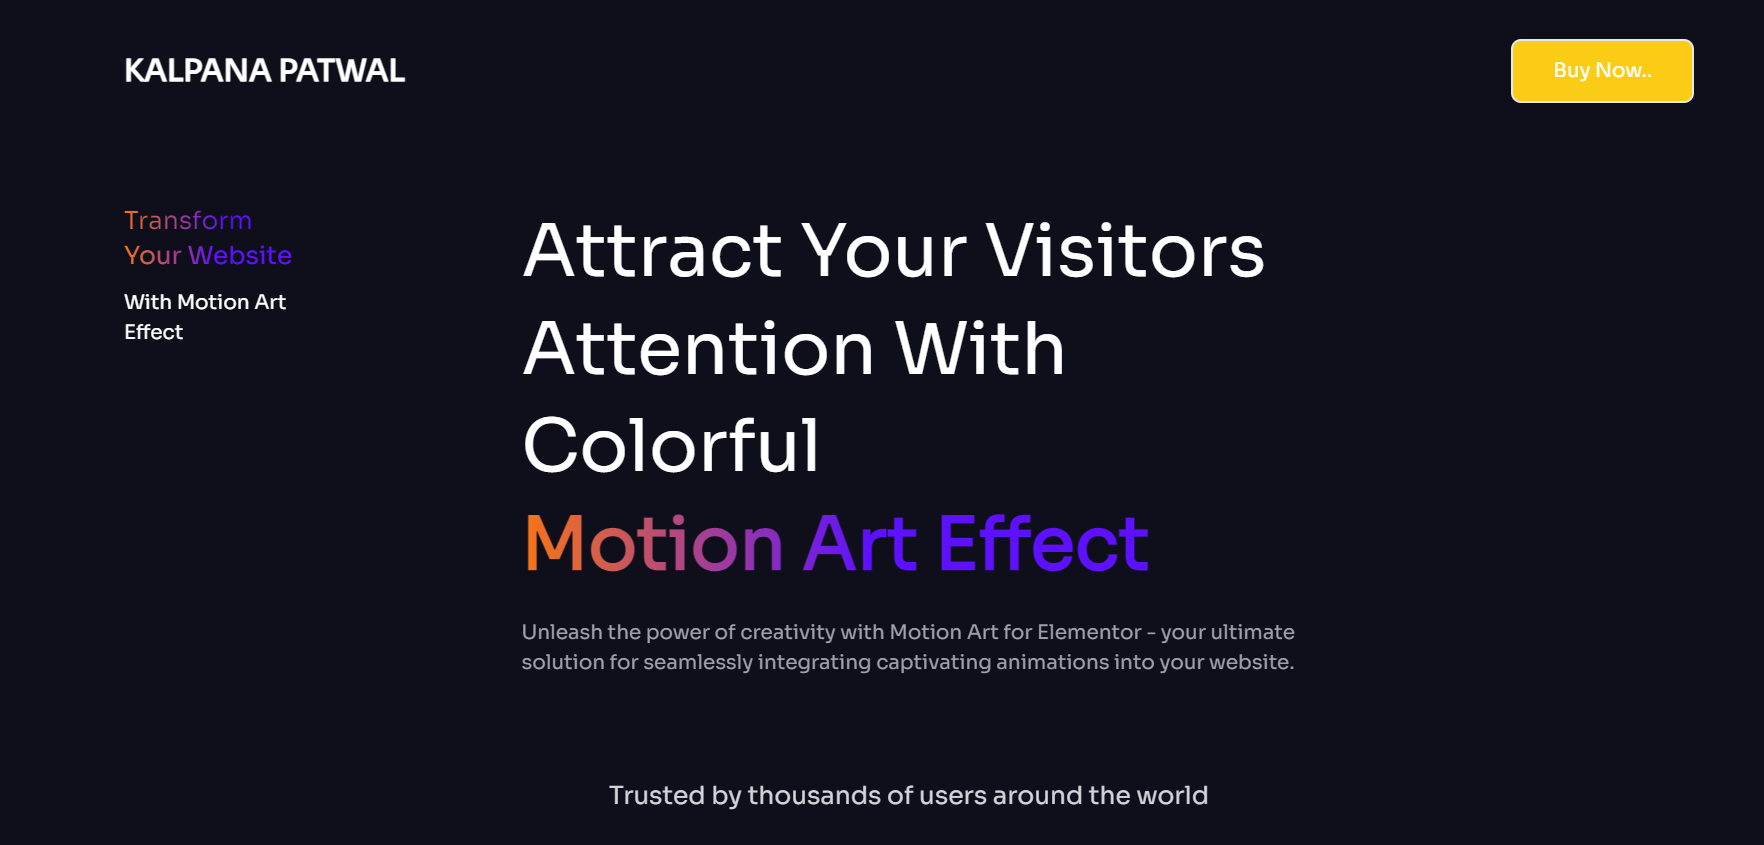 KALPANA PATWAL
Buy Now..
Transform
Your Website
With Motion Art
Effect
Attract Your Visitors
Attention With
Colorful
Motion Art Effect
Unleash the power of creativity with Motion Art for Elementor - your ultimate
solution for seamlessly integrating captivating animations into your website.
Trusted by thousands of users around the world